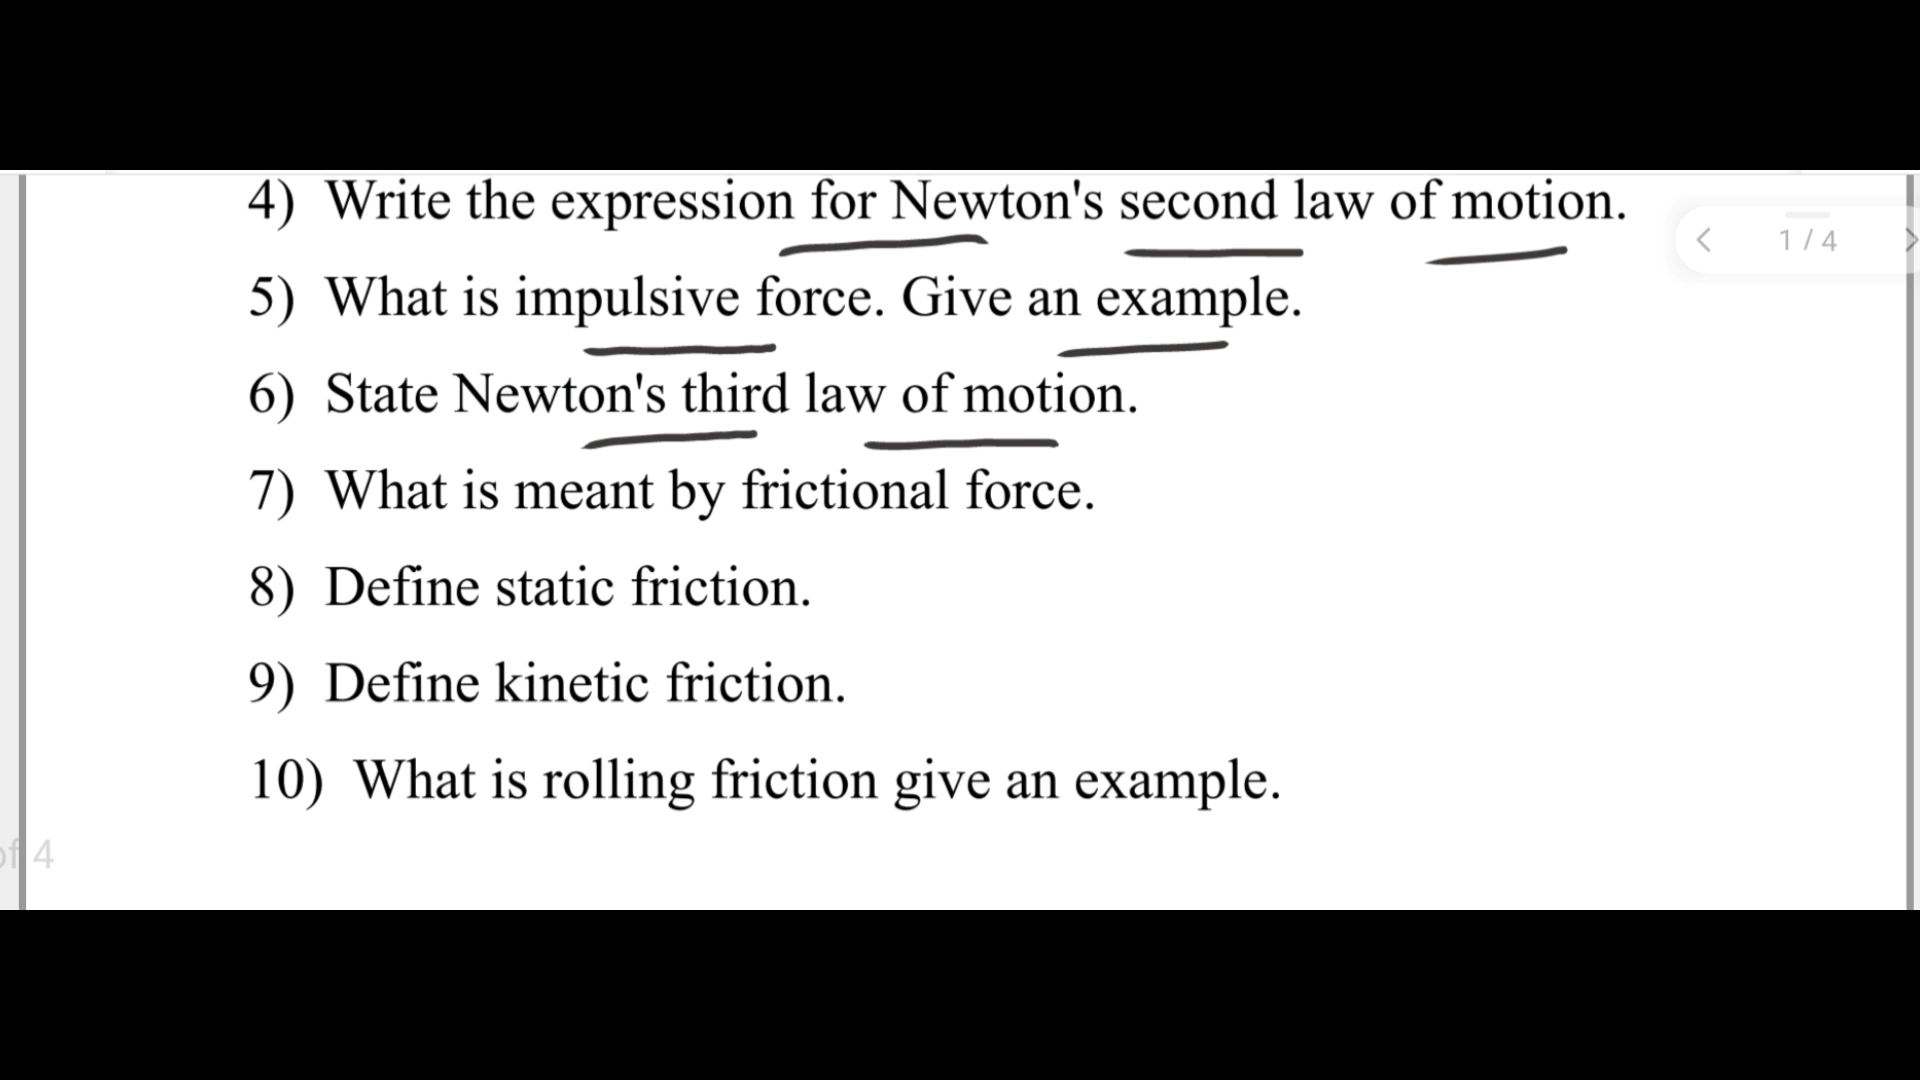 4) Write the expression for Newton's second law of motion.
1 / 4
5) What is impulsive force. Give an example.
6) State Newton's third law of motion.
7) What is meant by frictional force.
8) Define static friction.
9) Define kinetic friction.
10) What is rolling friction give an example.
of 4